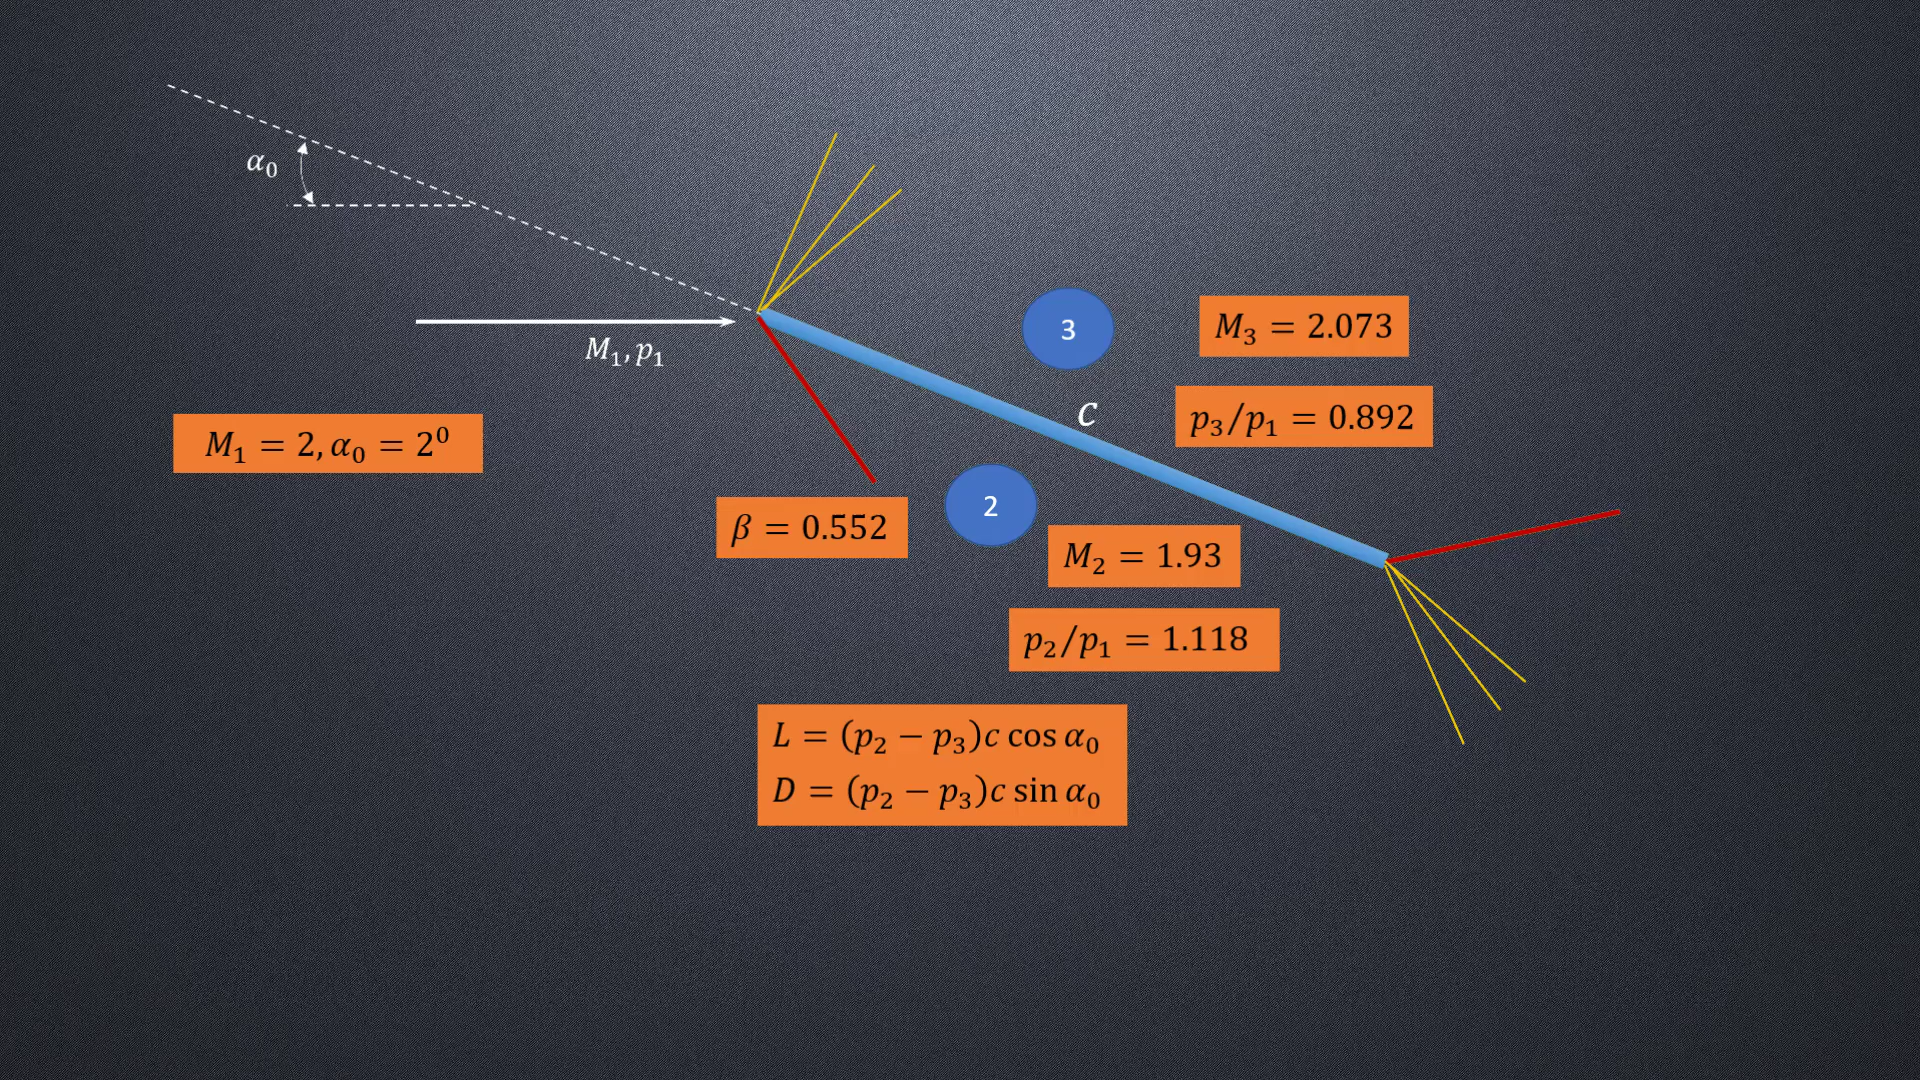 α₀
M₁, p₁
M₁ = 2, α₀ = 2⁰
3
M₃ = 2.073
c
p₃/p₁ = 0.892
2
β = 0.552
M₂ = 1.93
p₂/p₁ = 1.118
L = (p₂ − p₃)c cos α₀
D = (p₂ − p₃)c sin α₀